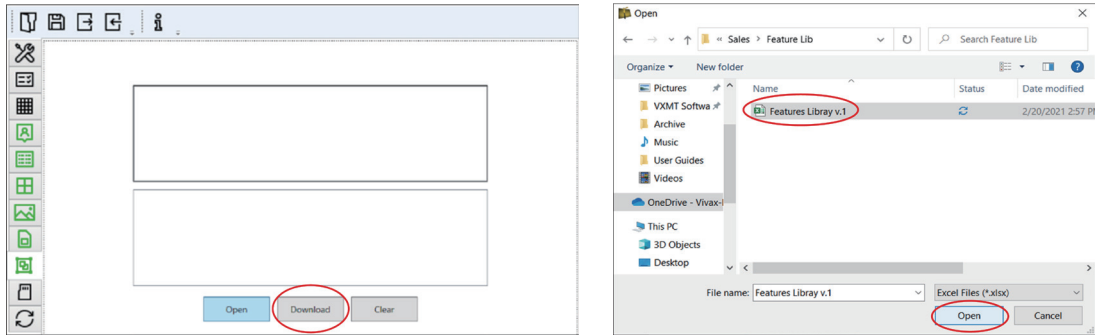 Open Download Clear
Open
« Sales > Feature Lib
Search Feature Lib
Organize New folder
Name Status Date modified
Pictures
VXMT Softwa
Archive
Music
User Guides
Videos
OneDrive - Vivax-
This PC
3D Objects
Desktop
Features Libray v.1 2/20/2021 2:57 P
File name: Features Libray v.1 Excel Files (*.xlsx)
Open Cancel